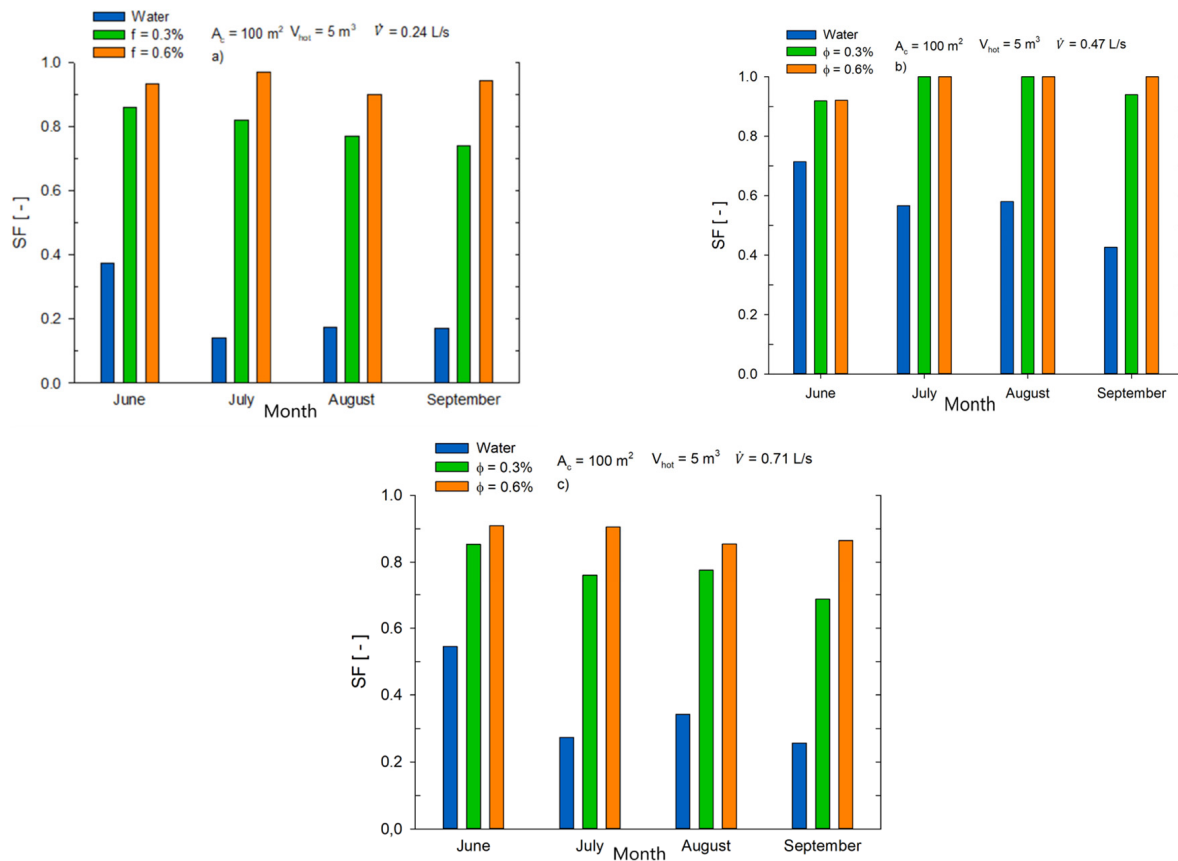 Water
f = 0.3%
f = 0.6%
A_c = 100 m² V_hot = 5 m³ V̇ = 0.24 L/s
a)
1.0
0.8
0.6
0.4
0.2
0.0
SF [ - ]
June July August September
Month
Water
ϕ = 0.3%
ϕ = 0.6%
A_c = 100 m² V_hot = 5 m³ V̇ = 0.47 L/s
b)
1.0
0.8
0.6
0.4
0.2
0.0
SF [ - ]
June July August September
Month
Water
ϕ = 0.3%
ϕ = 0.6%
A_c = 100 m² V_hot = 5 m³ V̇ = 0.71 L/s
c)
1.0
0.8
0.6
0.4
0.2
0,0
SF [ - ]
June July August September
Month